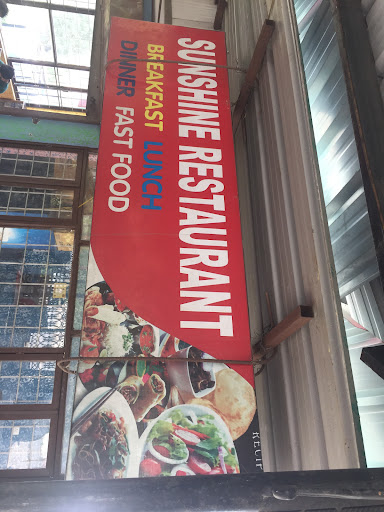 SUNSHINE RESTAURANT
BREAKFAST LUNCH
DINNER FAST FOOD